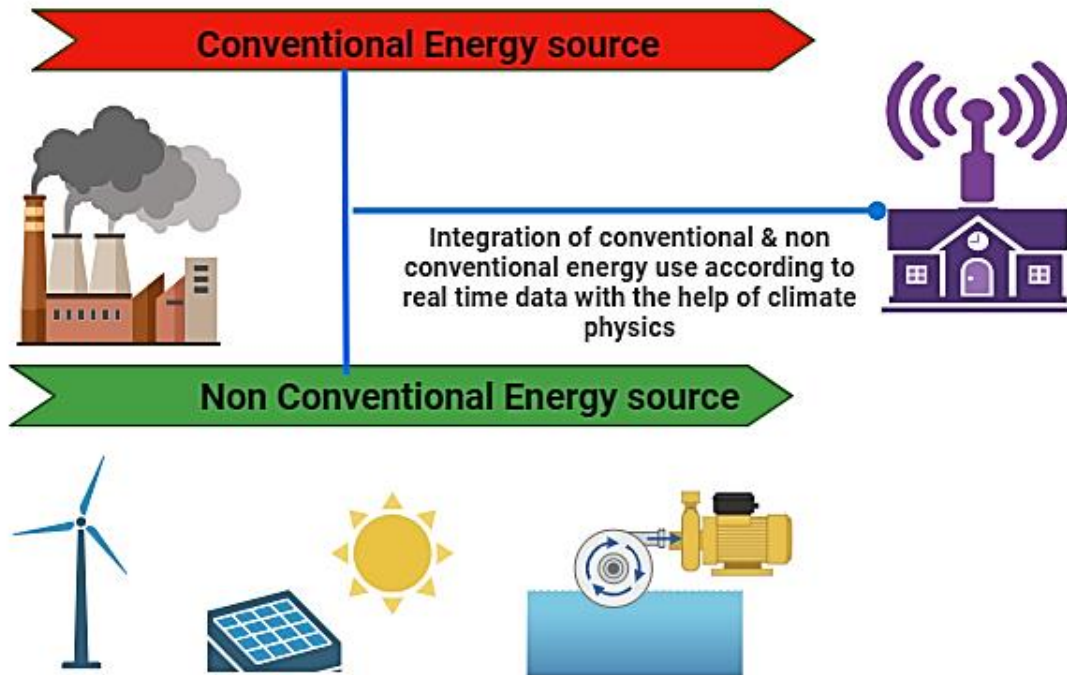 Conventional Energy source
Integration of conventional & non
conventional energy use according to
real time data with the help of climate
physics
Non Conventional Energy source